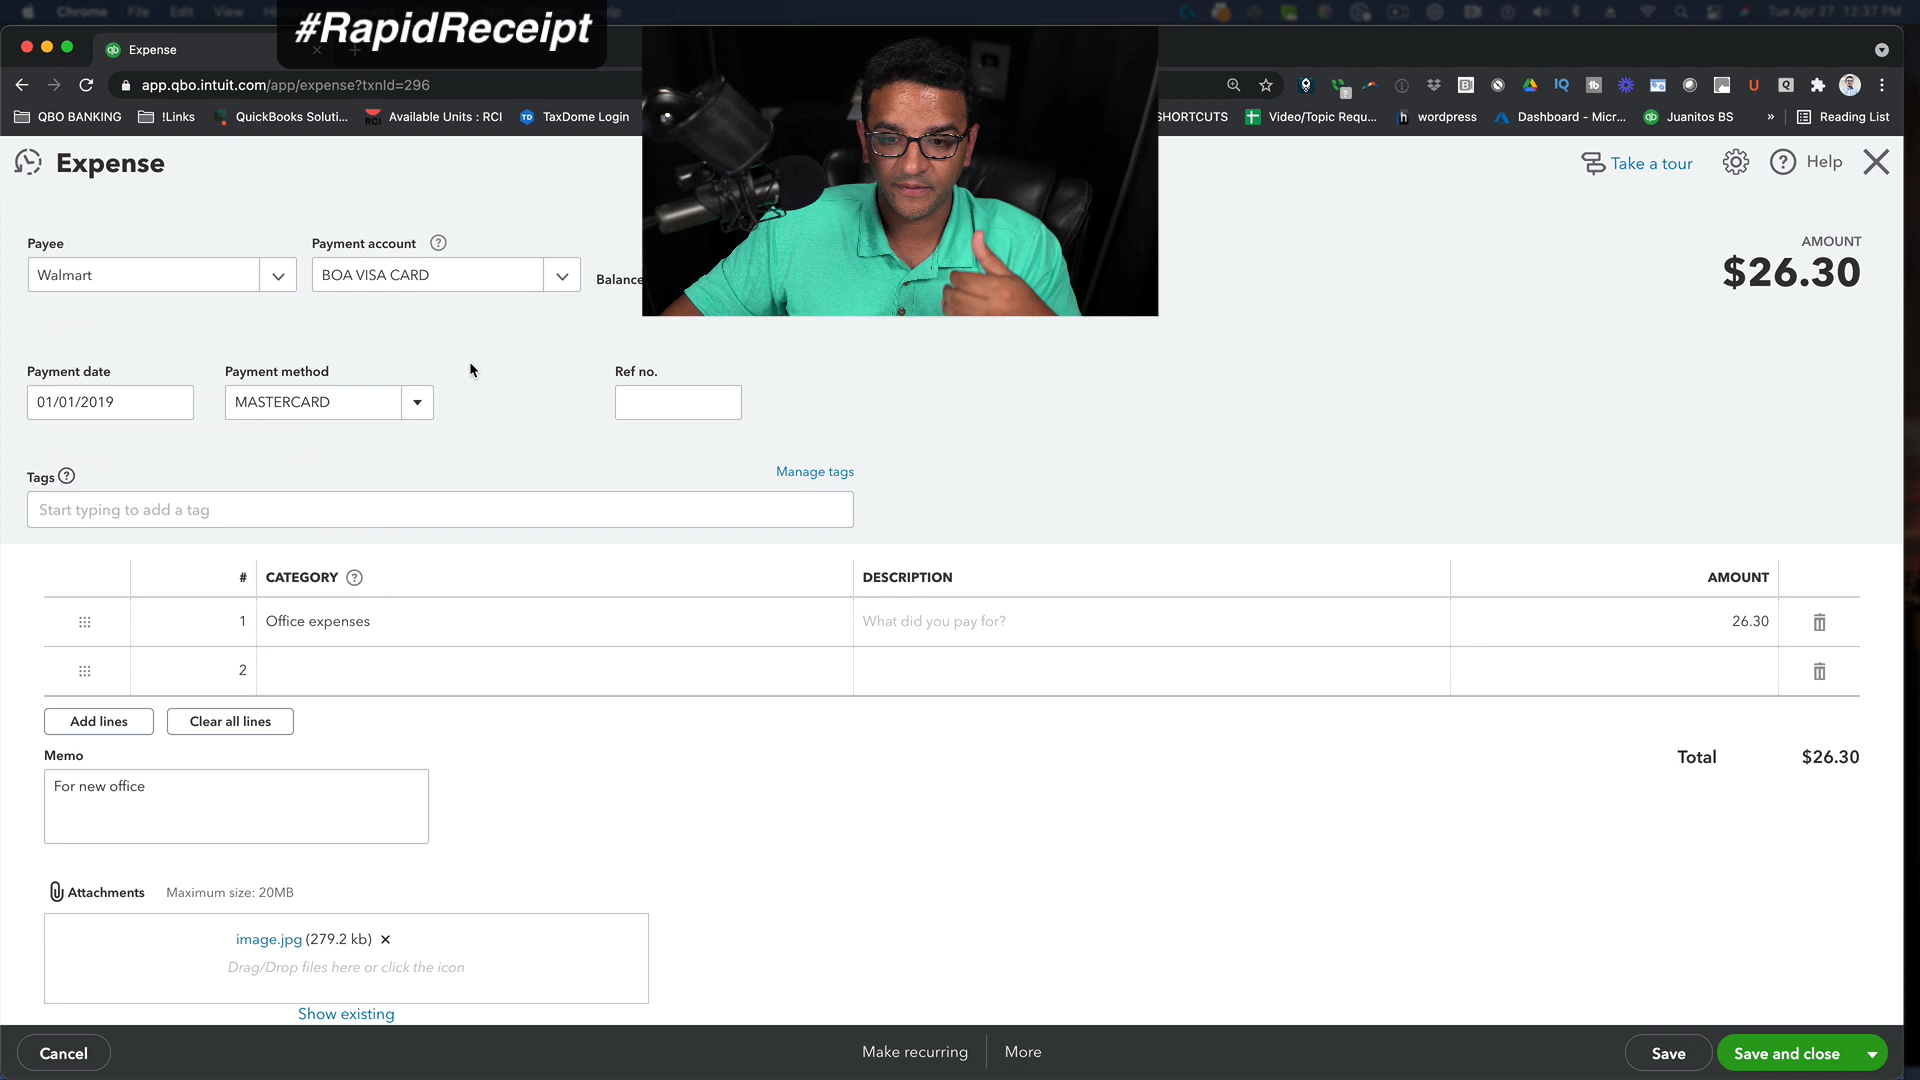 Chrome File Edit View
Tue Apr 27 12:37 PM
#RapidReceipt
Expense
app.qbo.intuit.com/app/expense?txnId=296
QBO BANKING
!Links
QuickBooks Soluti...
Available Units : RCI
TaxDome Login
SHORTCUTS
Video/Topic Requ...
wordpress
Dashboard - Micr...
Juanitos BS
»
Reading List
Expense
Take a tour
Help
Payee
Payment account
AMOUNT
Walmart
BOA VISA CARD
Balance
$26.30
Payment date
Payment method
Ref no.
01/01/2019
MASTERCARD
Tags
Manage tags
Start typing to add a tag
# CATEGORY DESCRIPTION AMOUNT
1 Office expenses What did you pay for? 26.30
2
Add lines
Clear all lines
Memo
Total $26.30
For new office
Attachments Maximum size: 20MB
image.jpg (279.2 kb)
Drag/Drop files here or click the icon
Show existing
Cancel
Make recurring
More
Save
Save and close